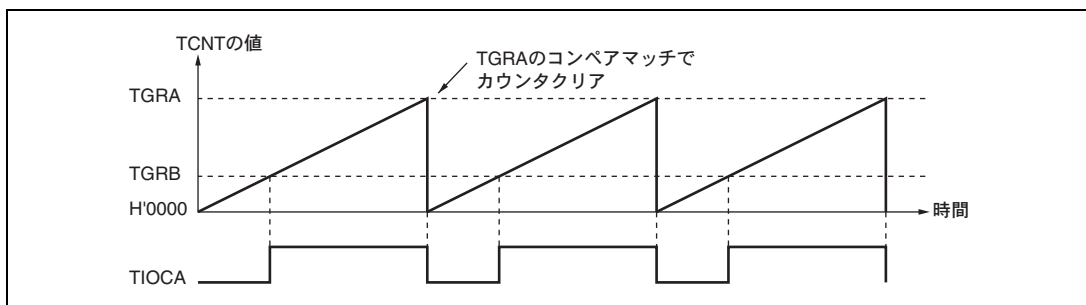 TCNTの値
TGRAのコンペアマッチで
カウンタクリア
TGRA
TGRB
H'0000
時間
TIOCA